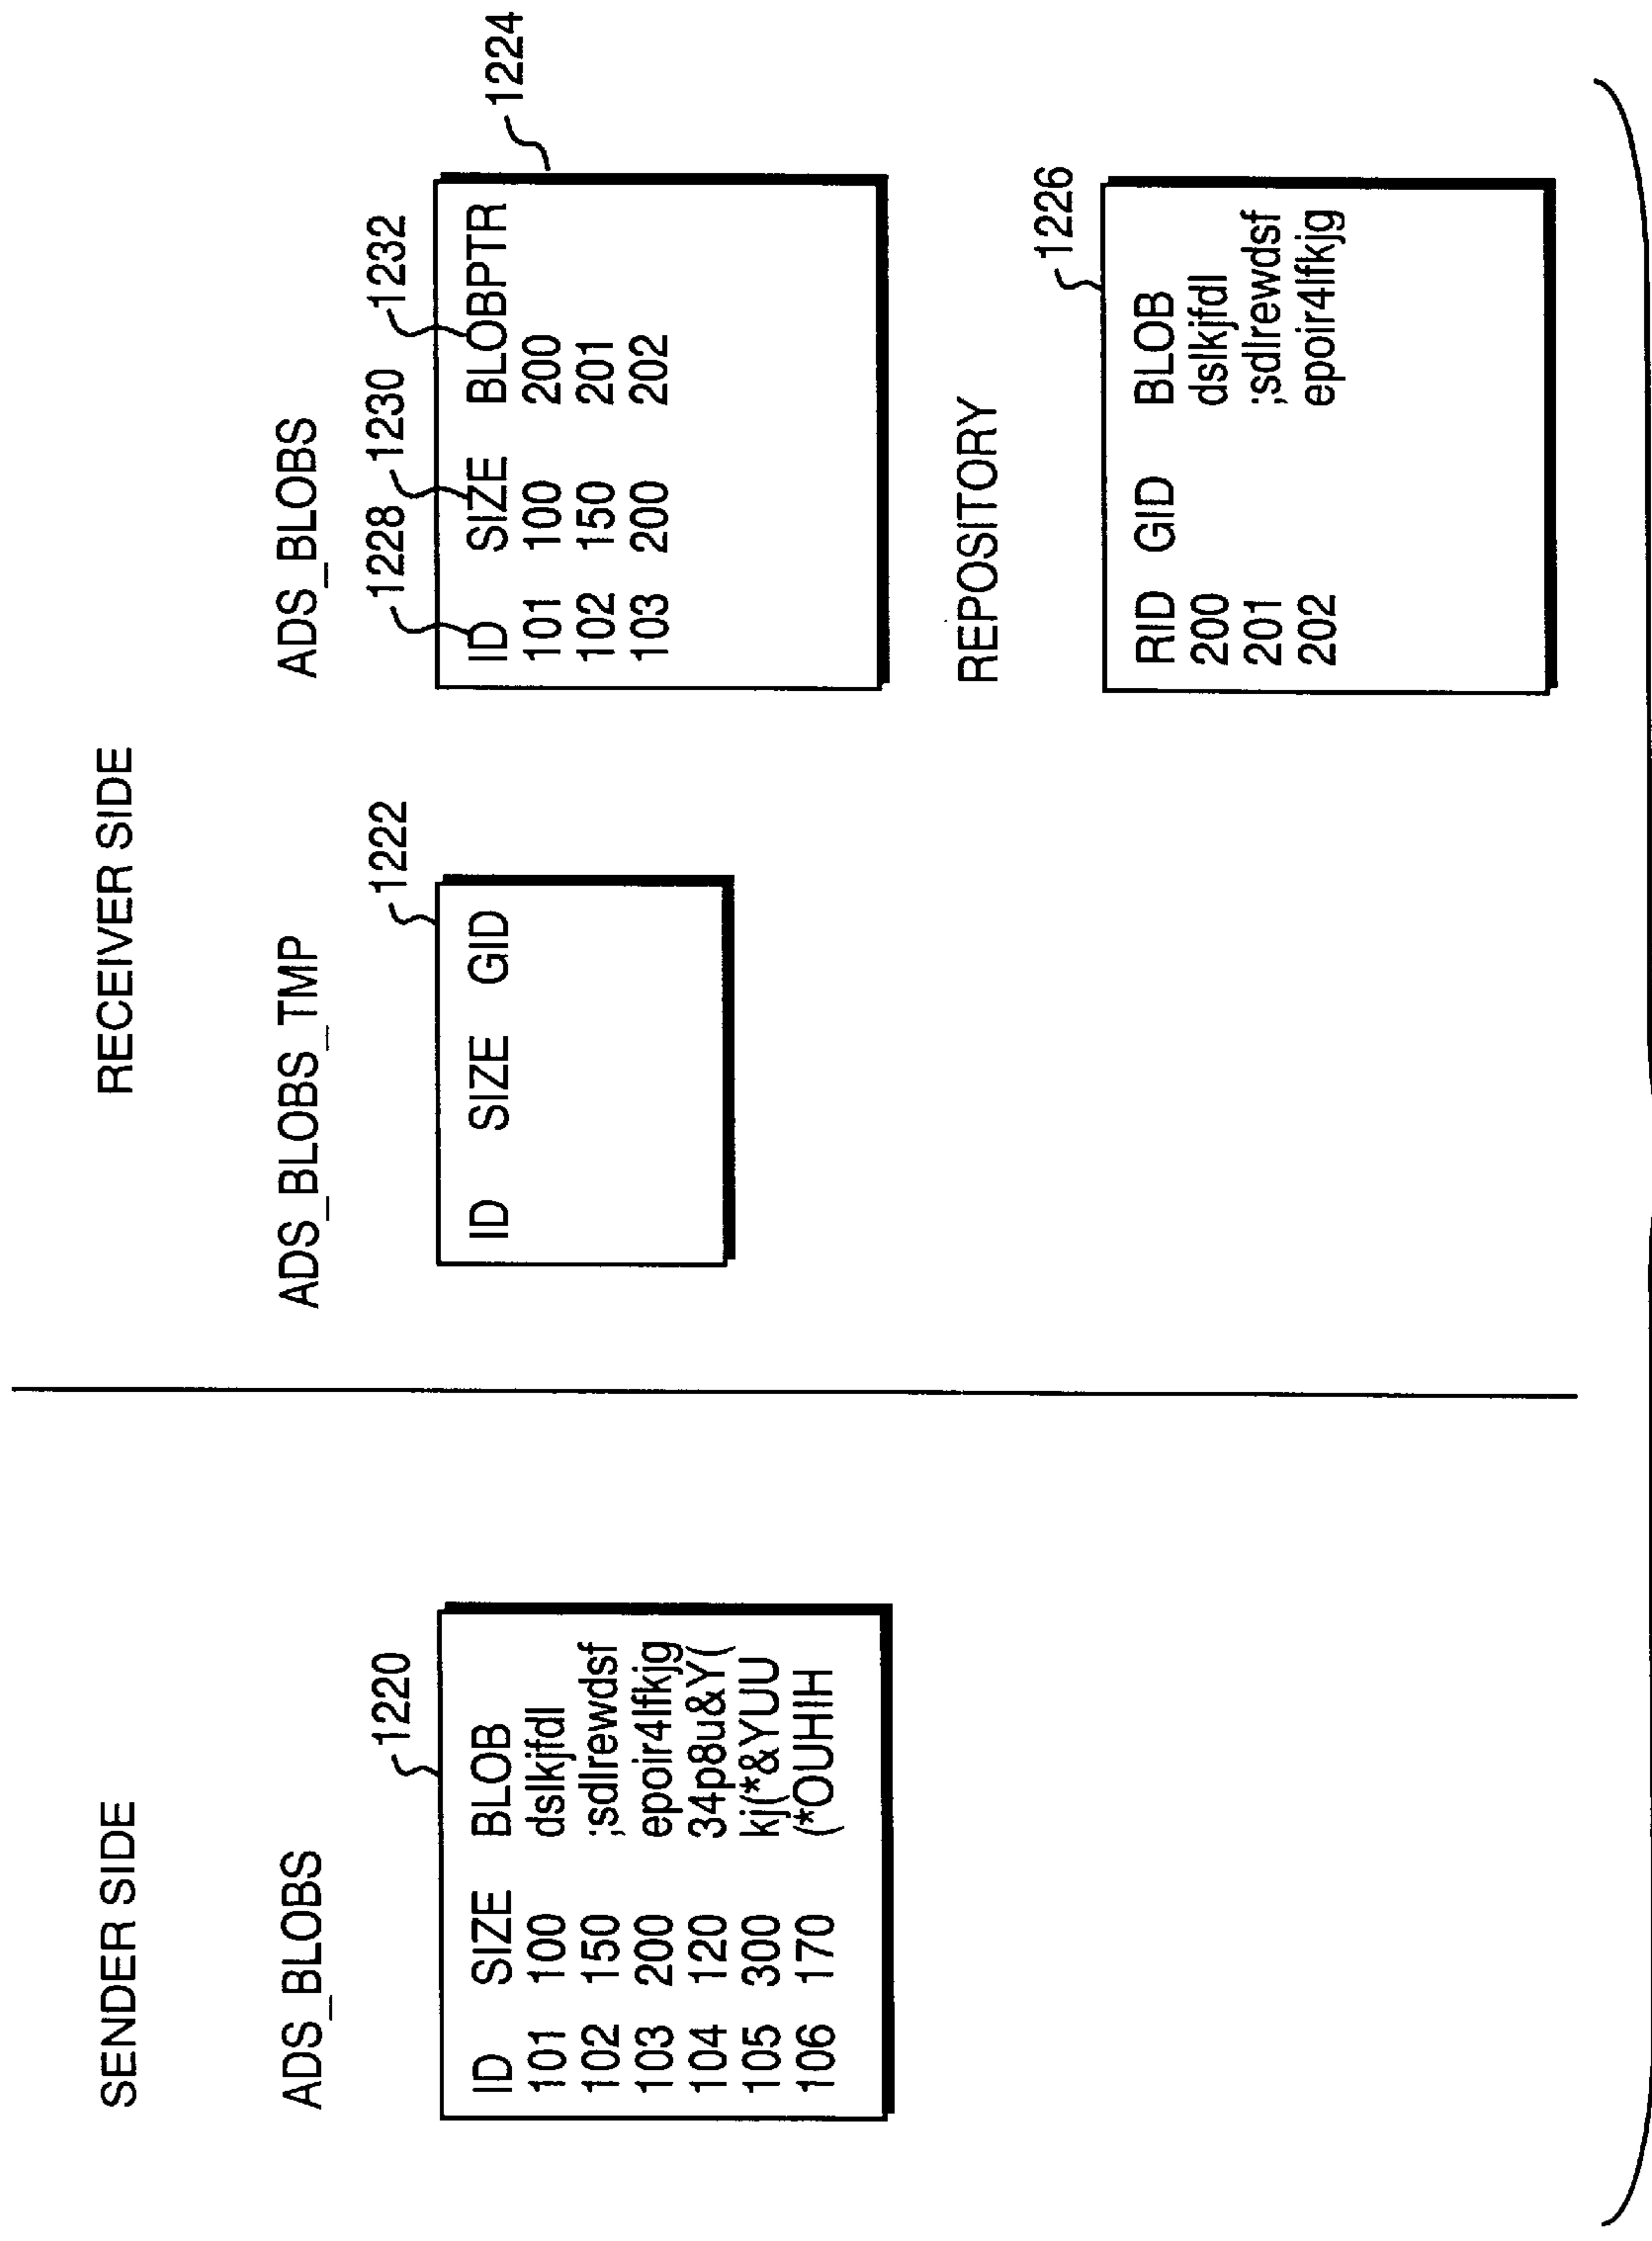 SENDER SIDE
ADS_BLOBS
1220
ID SIZE BLOB
101 100 dslkjfdl
102 150 ;sdlrewdsf
103 200 epoir4lfkjg
104 120 34p8u&Y(
105 300 kj(*&YUU
106 170 (*OUHIH
RECEIVER SIDE
ADS_BLOBS_TMP
1222
ID SIZE GID
ADS_BLOBS
1228 1230 1232
1224
ID SIZE BLOBPTR
101 100 200
102 150 201
103 200 202
REPOSITORY
1226
RID GID BLOB
200 dslkjfdl
201 ;sdlrewdsf
202 epoir4lfkjg